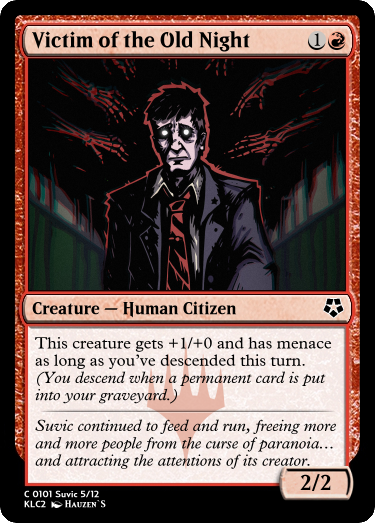 Victim of the Old Night 1
Creature — Human Citizen
This creature gets +1/+0 and has menace
as long as you've descended this turn.
(You descend when a permanent card is put
into your graveyard.)
Suvic continued to feed and run, freeing more
and more people from the curse of paranoia…
and attracting the attentions of its creator.
2/2
C 0101 Suvic 5/12
KLC2 HAUZEN`S